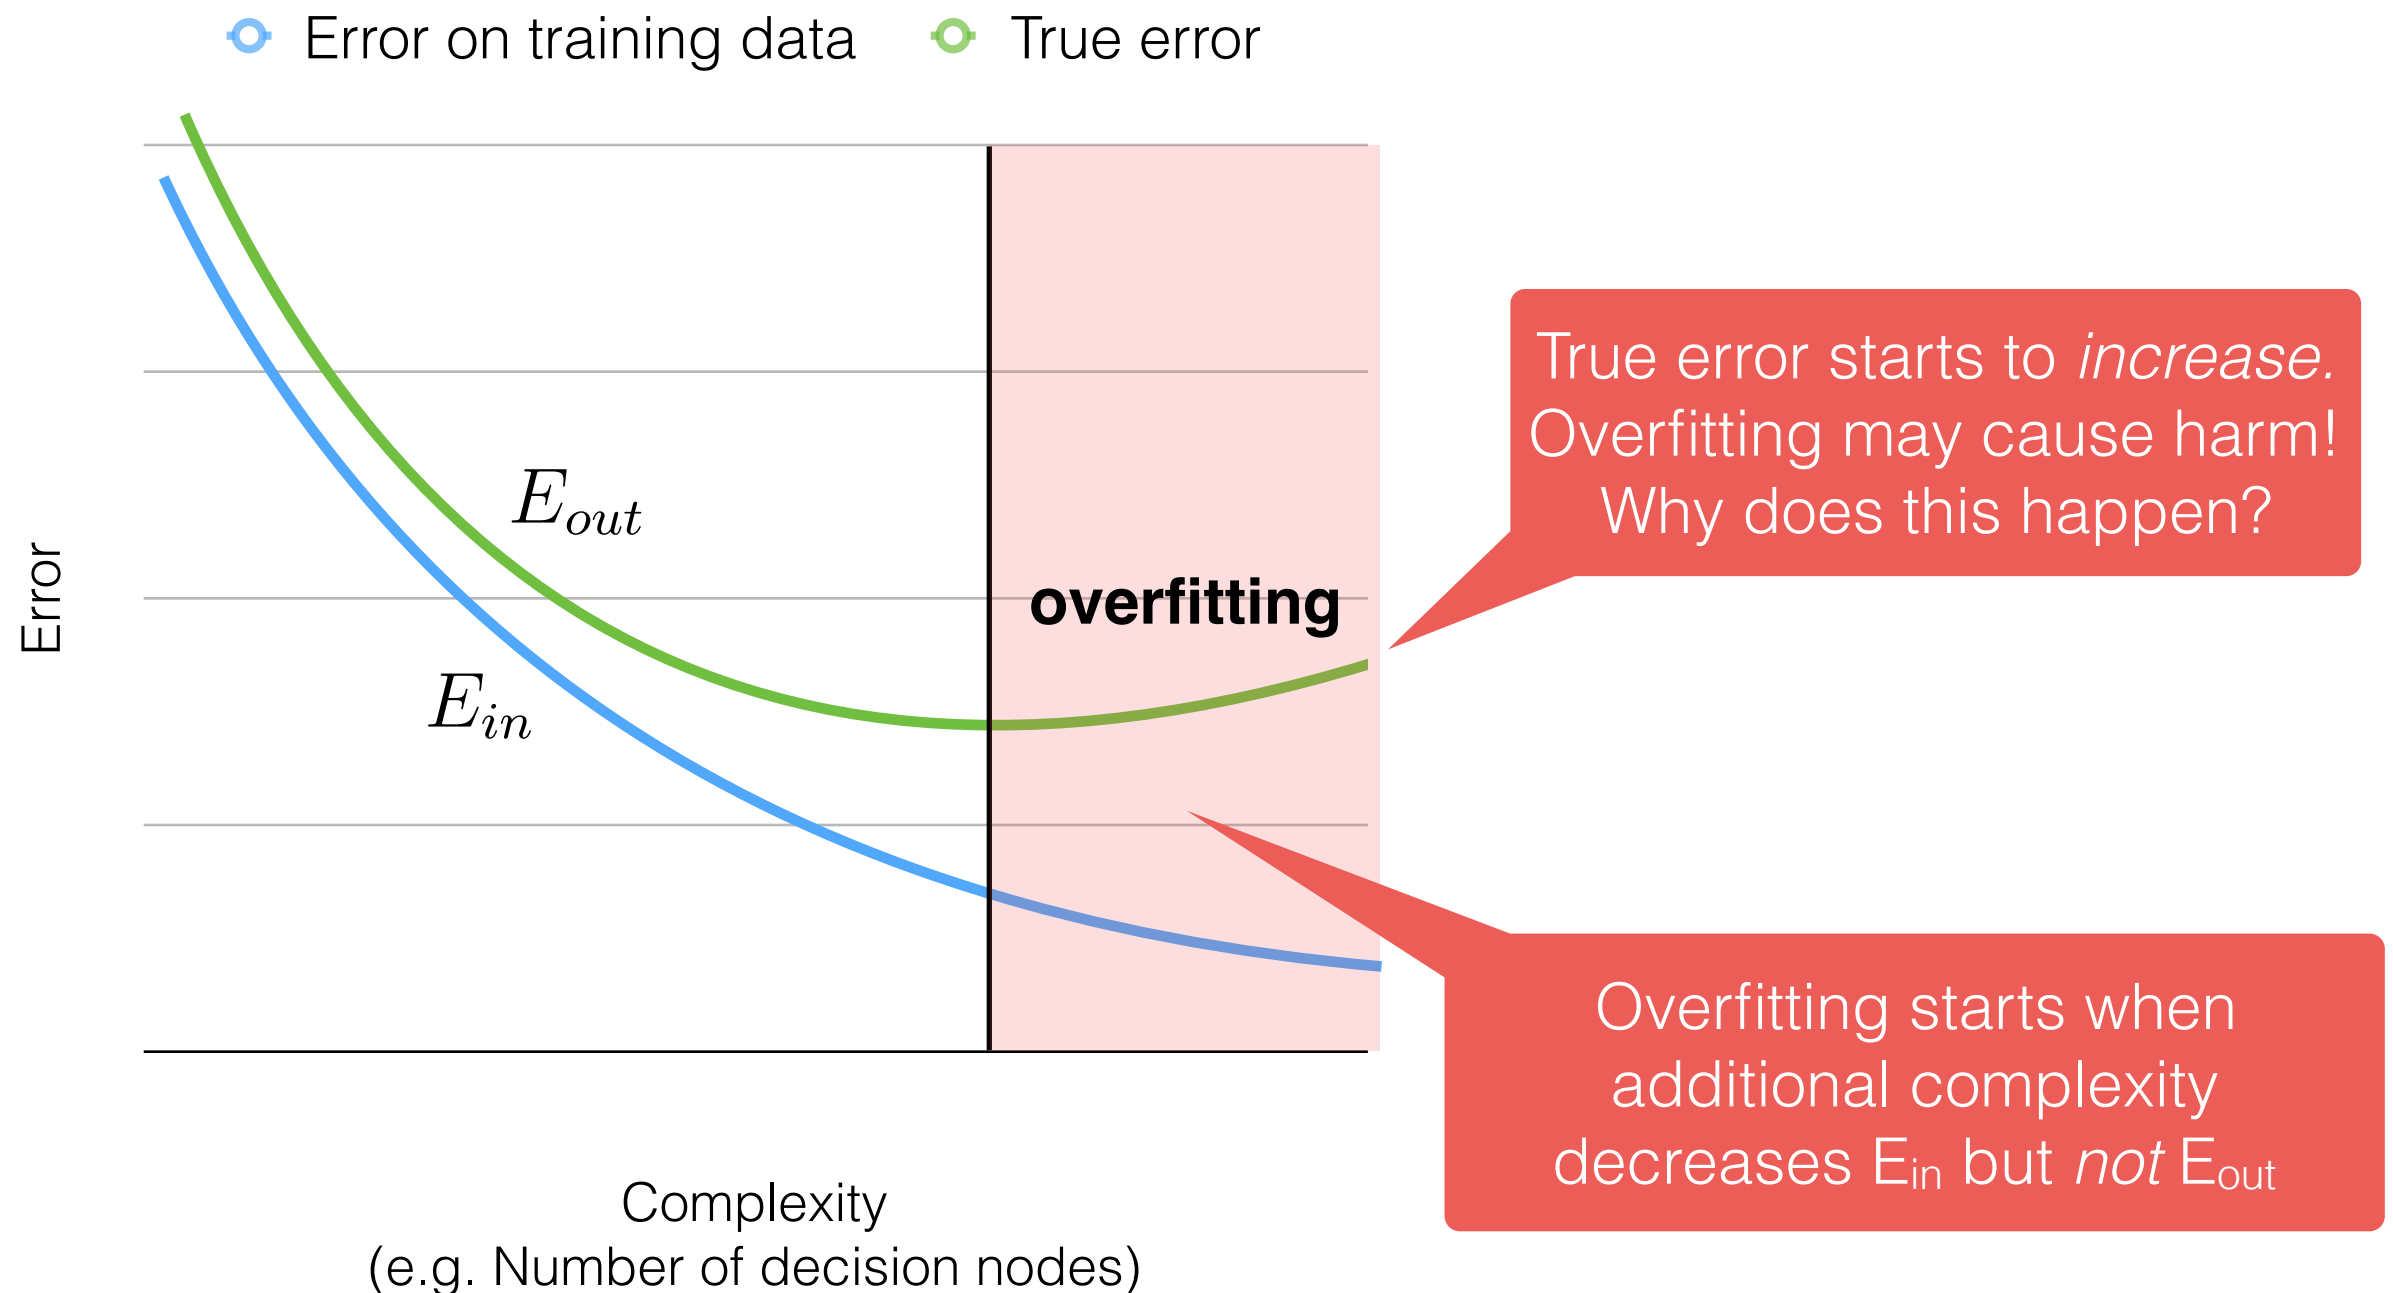 Error on training data
True error
Error
E_out
E_in
overfitting
True error starts to increase.
Overfitting may cause harm!
Why does this happen?
Overfitting starts when
additional complexity
decreases E_in but not E_out
Complexity
(e.g. Number of decision nodes)